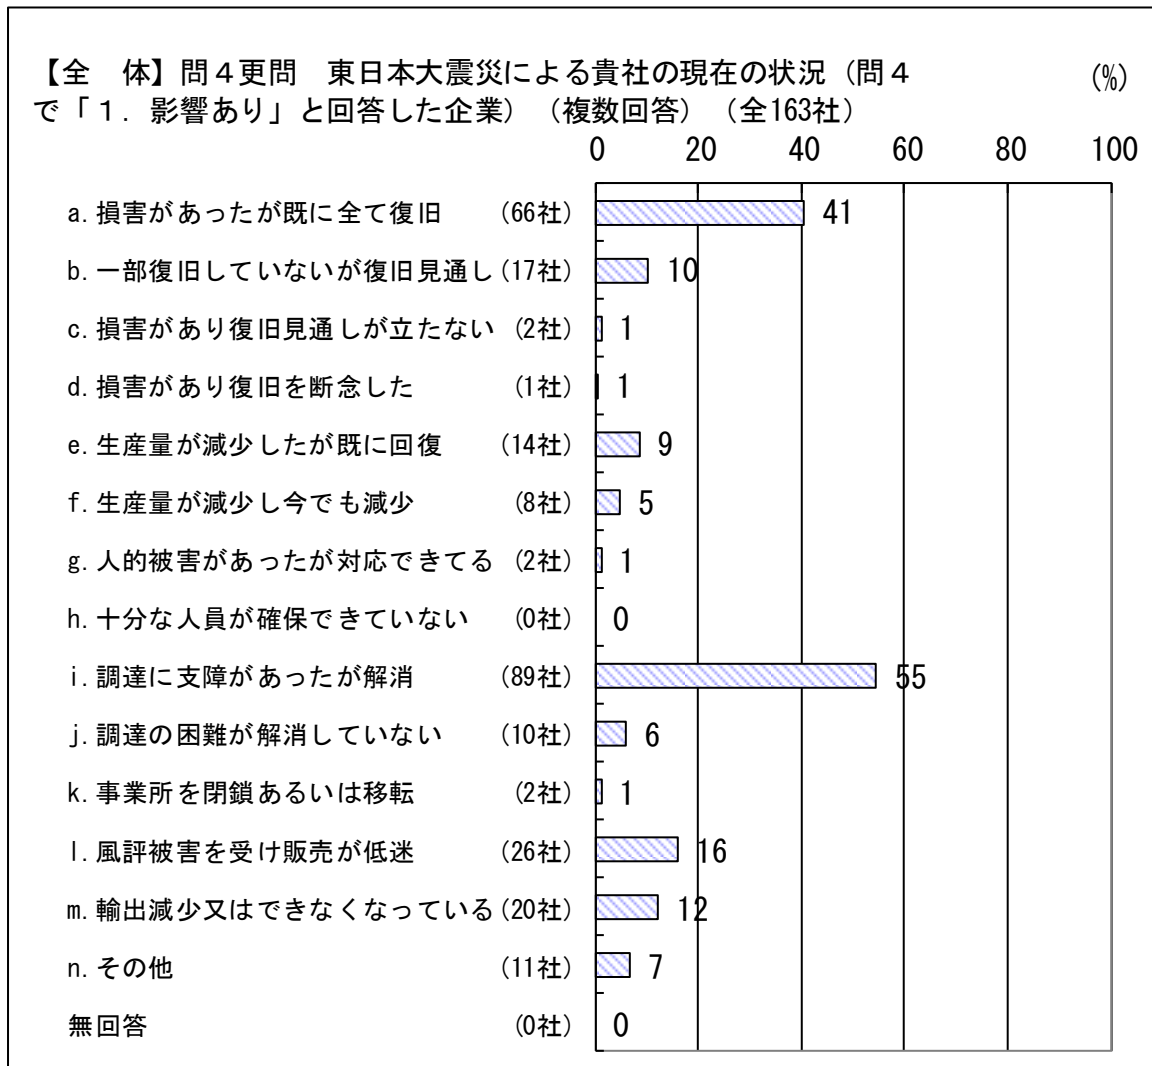 【全　体】問４更問　東日本大震災による貴社の現在の状況（問４
で「１．影響あり」と回答した企業）（複数回答）（全163社）
(%)
0 20 40 60 80 100
a.損害があったが既に全て復旧 (66社) 41
b.一部復旧していないが復旧見通し(17社) 10
c.損害があり復旧見通しが立たない (2社) 1
d.損害があり復旧を断念した (1社) 1
e.生産量が減少したが既に回復 (14社) 9
f.生産量が減少し今でも減少 (8社) 5
g.人的被害があったが対応できてる (2社) 1
h.十分な人員が確保できていない (0社) 0
i.調達に支障があったが解消 (89社) 55
j.調達の困難が解消していない (10社) 6
k.事業所を閉鎖あるいは移転 (2社) 1
l.風評被害を受け販売が低迷 (26社) 16
m.輸出減少又はできなくなっている(20社) 12
n.その他 (11社) 7
無回答 (0社) 0